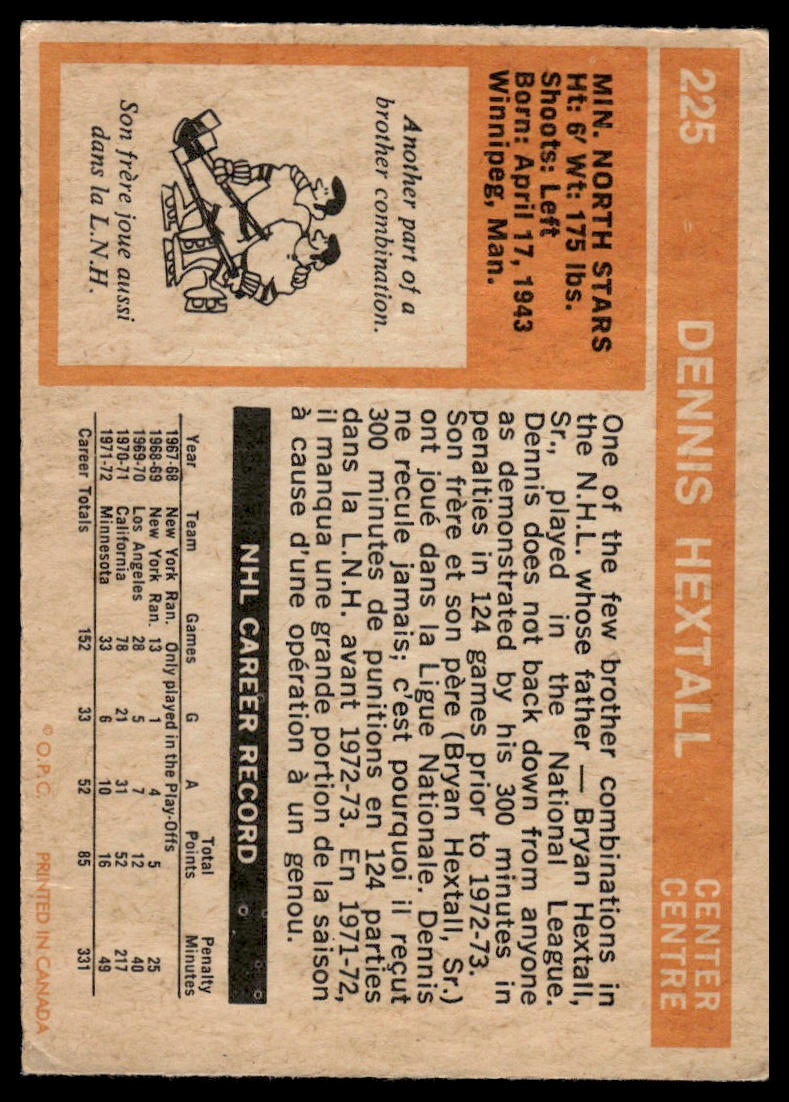 225 DENNIS HEXTALL CENTER
CENTRE
MIN. NORTH STARS
Ht: 6' Wt: 175 lbs.
Shoots: Left
Born: April 17, 1943
Winnipeg, Man.
Another part of a
brother combination.
Son frère joue aussi
dans la L.N.H.
One of the few brother combinations in
the N.H.L. whose father — Bryan Hextall,
Sr., played in the National League.
Dennis does not back down from anyone
as demonstrated by his 300 minutes in
penalties in 124 games prior to 1972-73.
Son frère et son père (Bryan Hextall, Sr.)
ont joué dans la Ligue Nationale. Dennis
ne recule jamais; c'est pourquoi il reçut
300 minutes de punitions en 124 parties
dans la L.N.H. avant 1972-73. En 1971-72,
il manqua une grande portion de la saison
à cause d'une opération à un genou.
NHL CAREER RECORD
Year Team Games G A Total Points Penalty Minutes
1967-68 New York Ran. Only played in the Play-Offs
1968-69 New York Ran. 13 1 4 5 25
1969-70 Los Angeles 28 5 7 12 40
1970-71 California 78 21 31 52 217
1971-72 Minnesota 33 6 10 16 49
Career Totals 152 33 52 85 331
© O.P.C. PRINTED IN CANADA